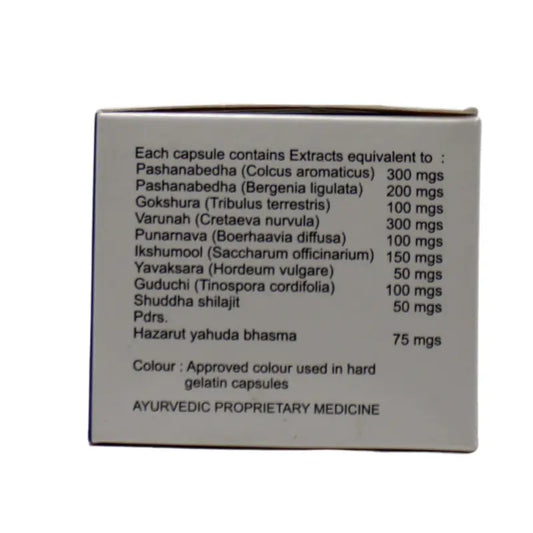 Each capsule contains Extracts equivalent to :
Pashanabedha (Colcus aromaticus) 300 mgs
Pashanabedha (Bergenia ligulata) 200 mgs
Gokshura (Tribulus terrestris) 100 mgs
Varunah (Cretaeva nurvula) 300 mgs
Punarnava (Boerhaavia diffusa) 100 mgs
Ikshumool (Saccharum officinarium) 150 mgs
Yavaksara (Hordeum vulgare) 50 mgs
Guduchi (Tinospora cordifolia) 100 mgs
Shuddha shilajit 50 mgs
Pdrs.
Hazarut yahuda bhasma 75 mgs
Colour : Approved colour used in hard
gelatin capsules
AYURVEDIC PROPRIETARY MEDICINE